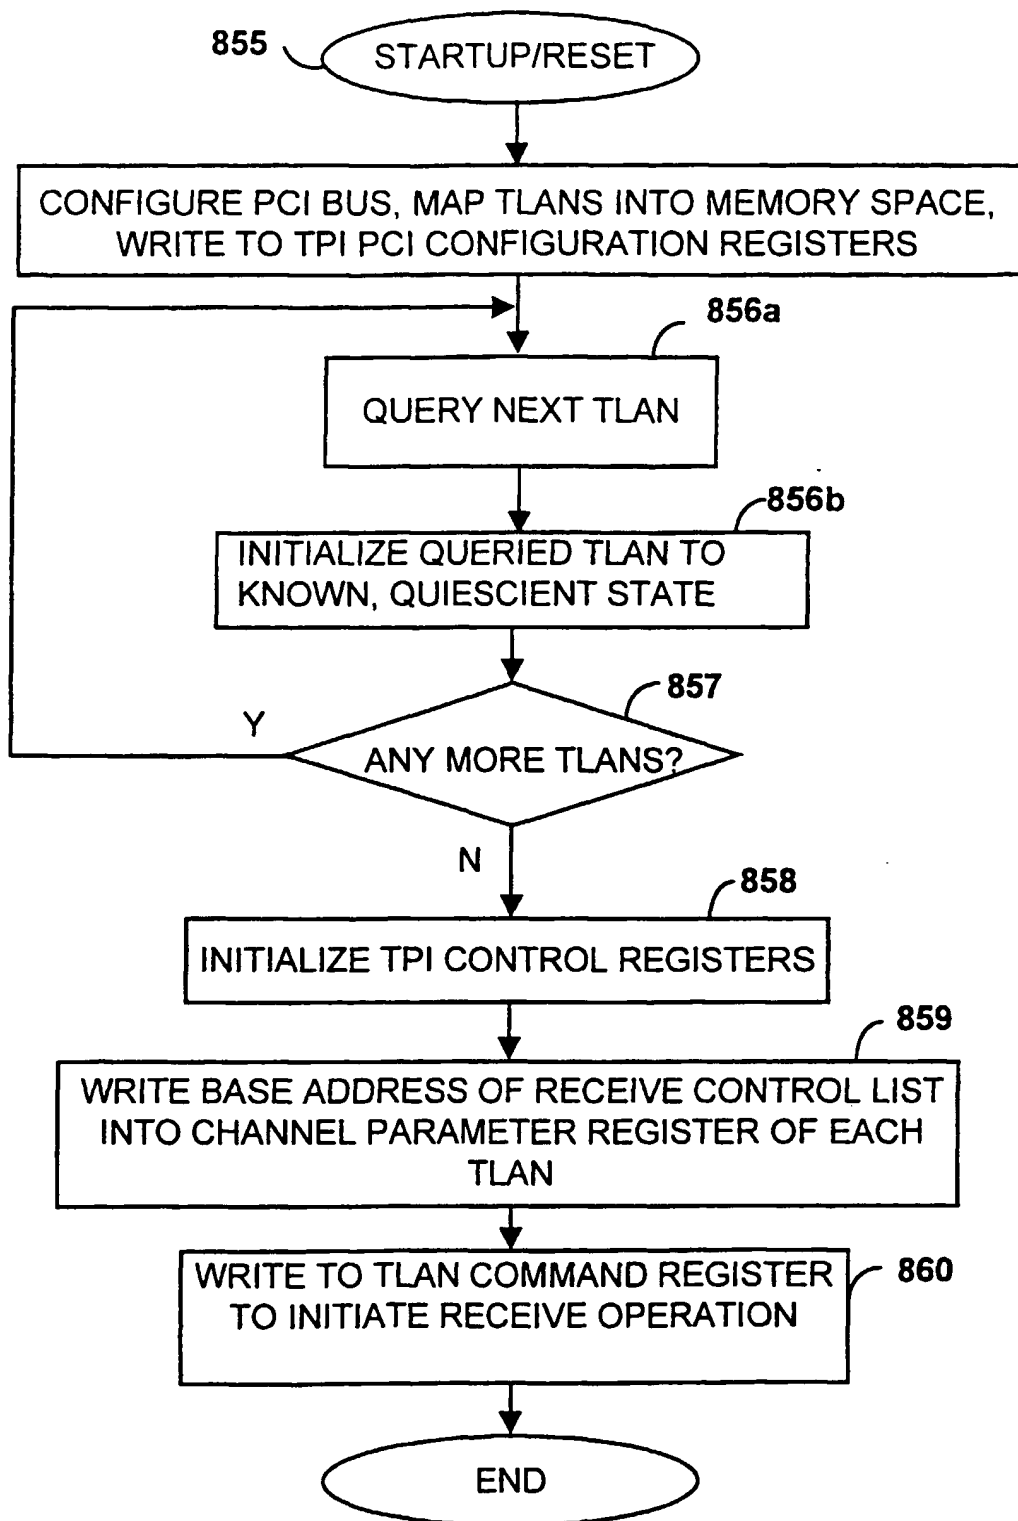 855
STARTUP/RESET
CONFIGURE PCI BUS, MAP TLANS INTO MEMORY SPACE,
WRITE TO TPI PCI CONFIGURATION REGISTERS
856a
QUERY NEXT TLAN
856b
INITIALIZE QUERIED TLAN TO
KNOWN, QUIESCIENT STATE
857
Y
ANY MORE TLANS?
N
858
INITIALIZE TPI CONTROL REGISTERS
859
WRITE BASE ADDRESS OF RECEIVE CONTROL LIST
INTO CHANNEL PARAMETER REGISTER OF EACH
TLAN
WRITE TO TLAN COMMAND REGISTER
860
TO INITIATE RECEIVE OPERATION
END